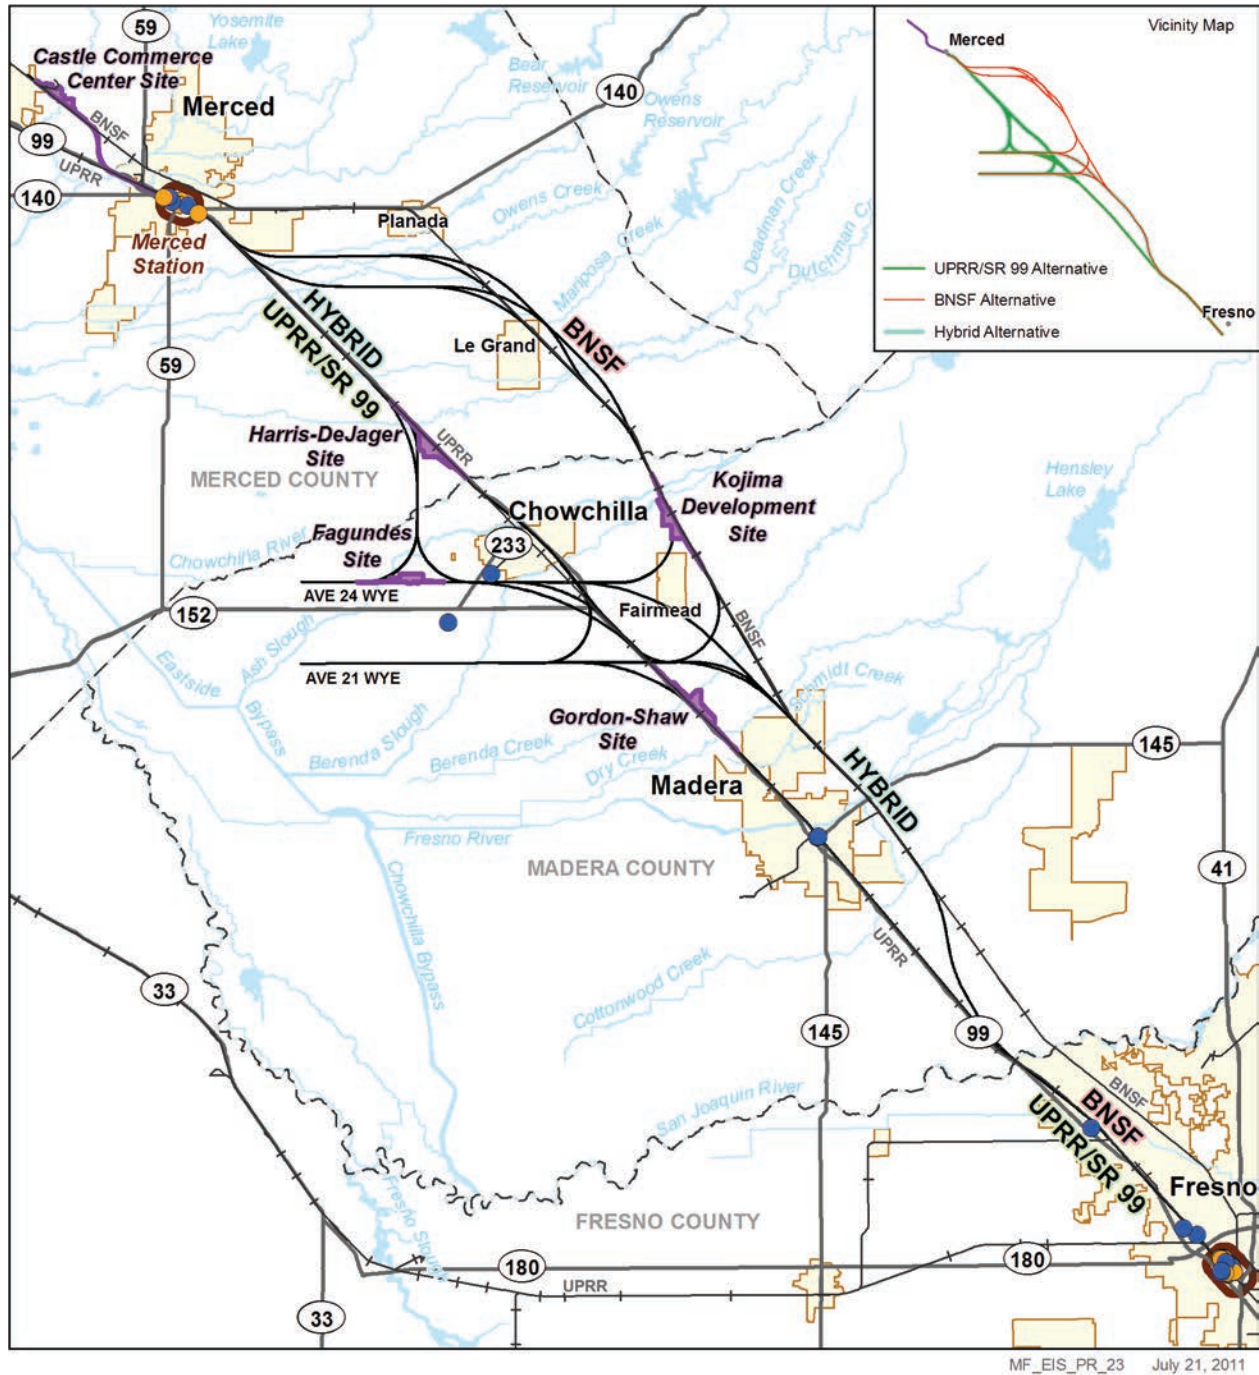 59
Yosemite
Lake
Vicinity Map
Merced
Castle Commerce
Center Site
Bear
Reservoir
Merced
140
Owens
Reservoir
BNSF
99
UPRR
140
Planada
Owens Creek
Deadman Creek
Dutchman Cr
Merced
Station
Mariposa Creek
UPRR/SR 99 Alternative
BNSF Alternative
Fresno
Hybrid Alternative
HYBRID
UPRR/SR 99
BNSF
Le Grand
59
Harris-DeJager
Site
UPRR
MERCED COUNTY
Kojima
Development
Site
Hensley
Lake
Chowchilla
Fagundes
Site
233
Chowchilla River
AVE 24 WYE
152
Fairmead
BNSF
Ash Slough
Eastside
Bypass
AVE 21 WYE
Schmidt Creek
Gordon-Shaw
Site
Berenda Slough
Berenda Creek
Dry Creek
145
Madera
HYBRID
Fresno River
MADERA COUNTY
41
Chowchilla Bypass
UPRR
Cottonwood Creek
33
145
99
San Joaquin River
BNSF
BNSF
UPRR/SR 99
Fresno
Fresno Slough
FRESNO COUNTY
180
180
UPRR
33
MF_EIS_PR_23 July 21, 2011